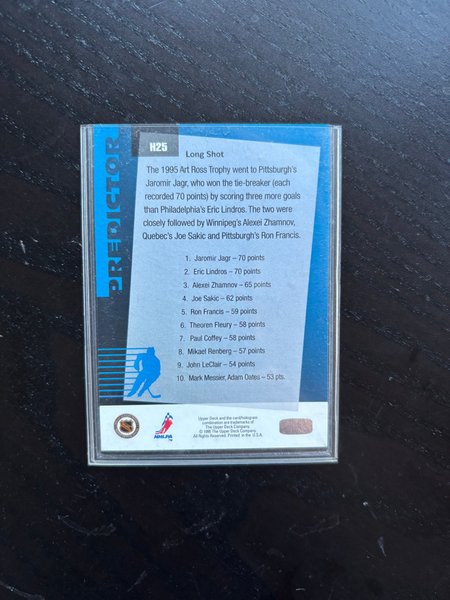 H25
PREDICTOR
Long Shot
The 1995 Art Ross Trophy went to Pittsburgh's
Jaromir Jagr, who won the tie-breaker (each
recorded 70 points) by scoring three more goals
than Philadelphia's Eric Lindros. The two were
closely followed by Winnipeg's Alexei Zhamnov,
Quebec's Joe Sakic and Pittsburgh's Ron Francis.
1. Jaromir Jagr – 70 points
2. Eric Lindros – 70 points
3. Alexei Zhamnov – 65 points
4. Joe Sakic – 62 points
5. Ron Francis – 59 points
6. Theoren Fleury – 58 points
7. Paul Coffey – 58 points
8. Mikael Renberg – 57 points
9. John LeClair – 54 points
10. Mark Messier, Adam Oates – 53 pts.
NHLPA
Upper Deck and the card/hologram
combination are trademarks of
The Upper Deck Company.
© 1995 The Upper Deck Company.
All Rights Reserved. Printed in the U.S.A.